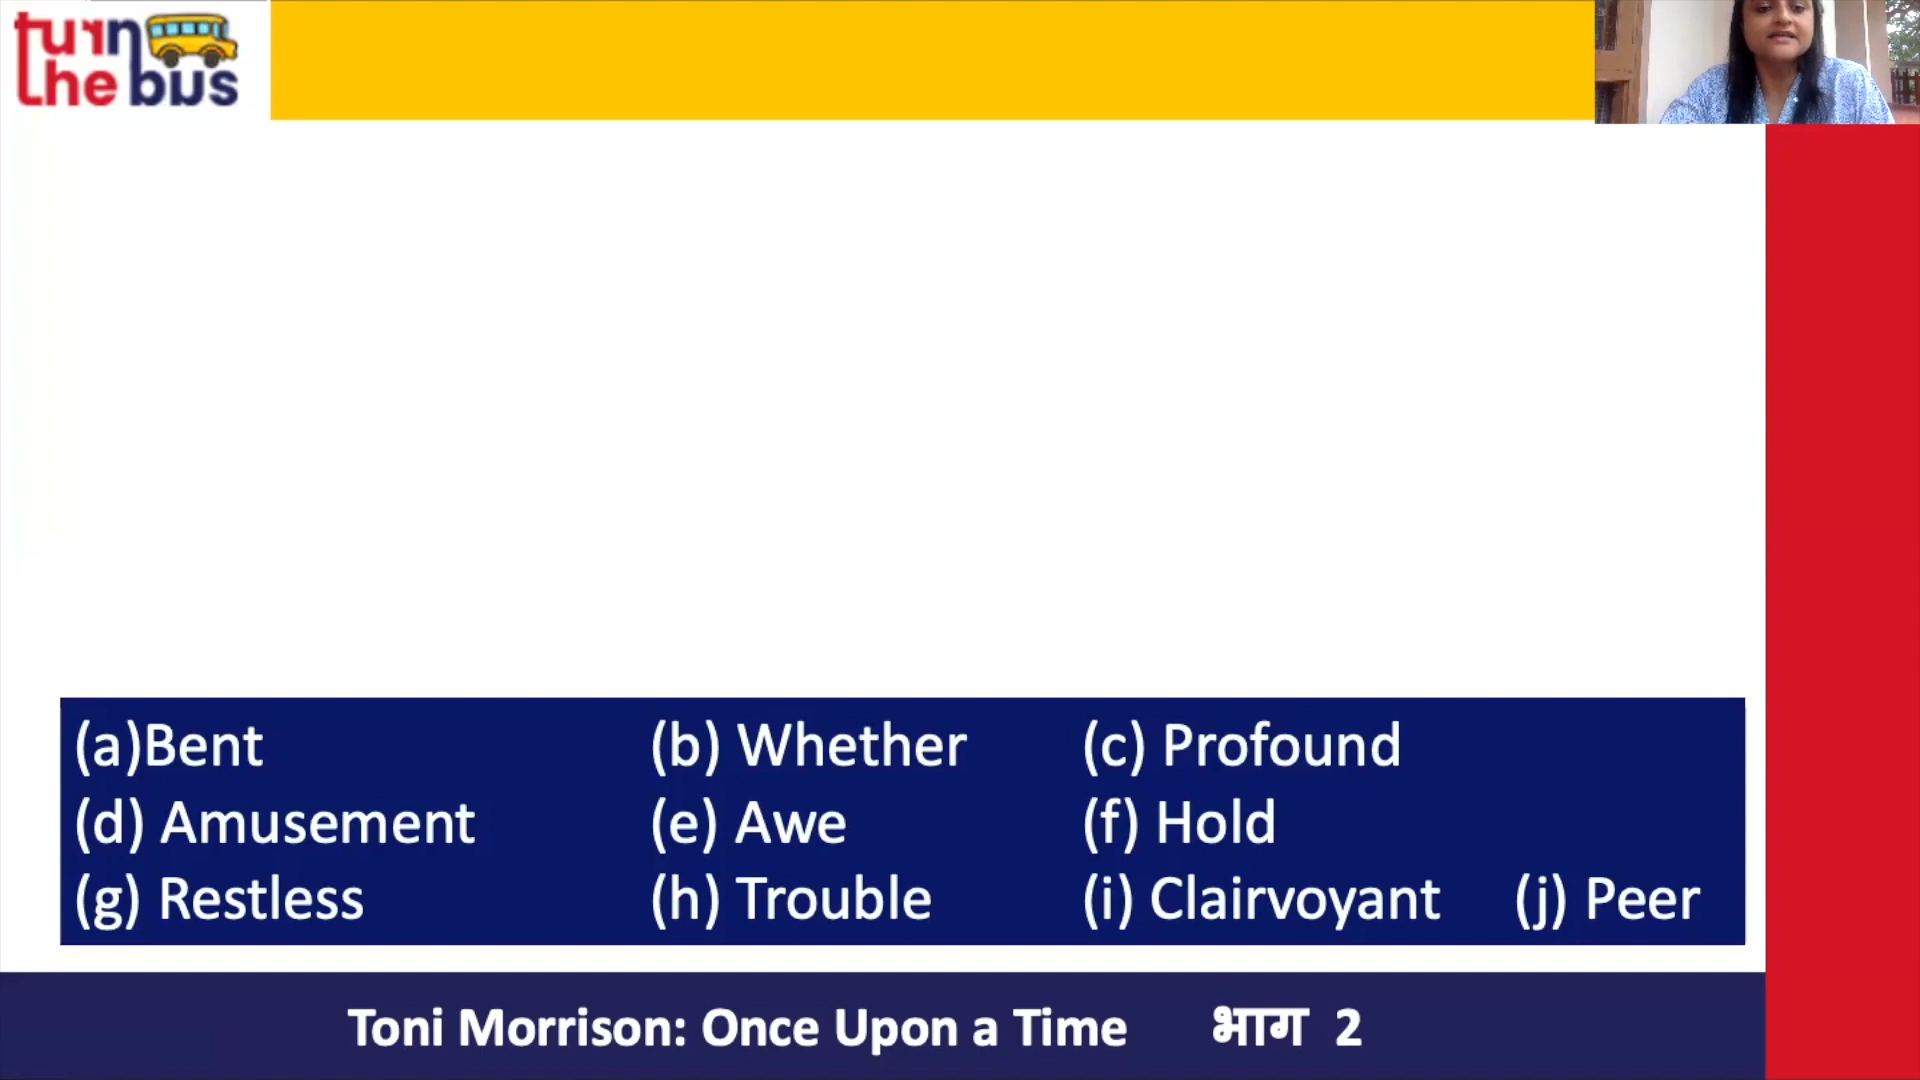 turn
the bus
(a)Bent (b) Whether (c) Profound
(d) Amusement (e) Awe (f) Hold
(g) Restless (h) Trouble (i) Clairvoyant (j) Peer
Toni Morrison: Once Upon a Time भाग 2